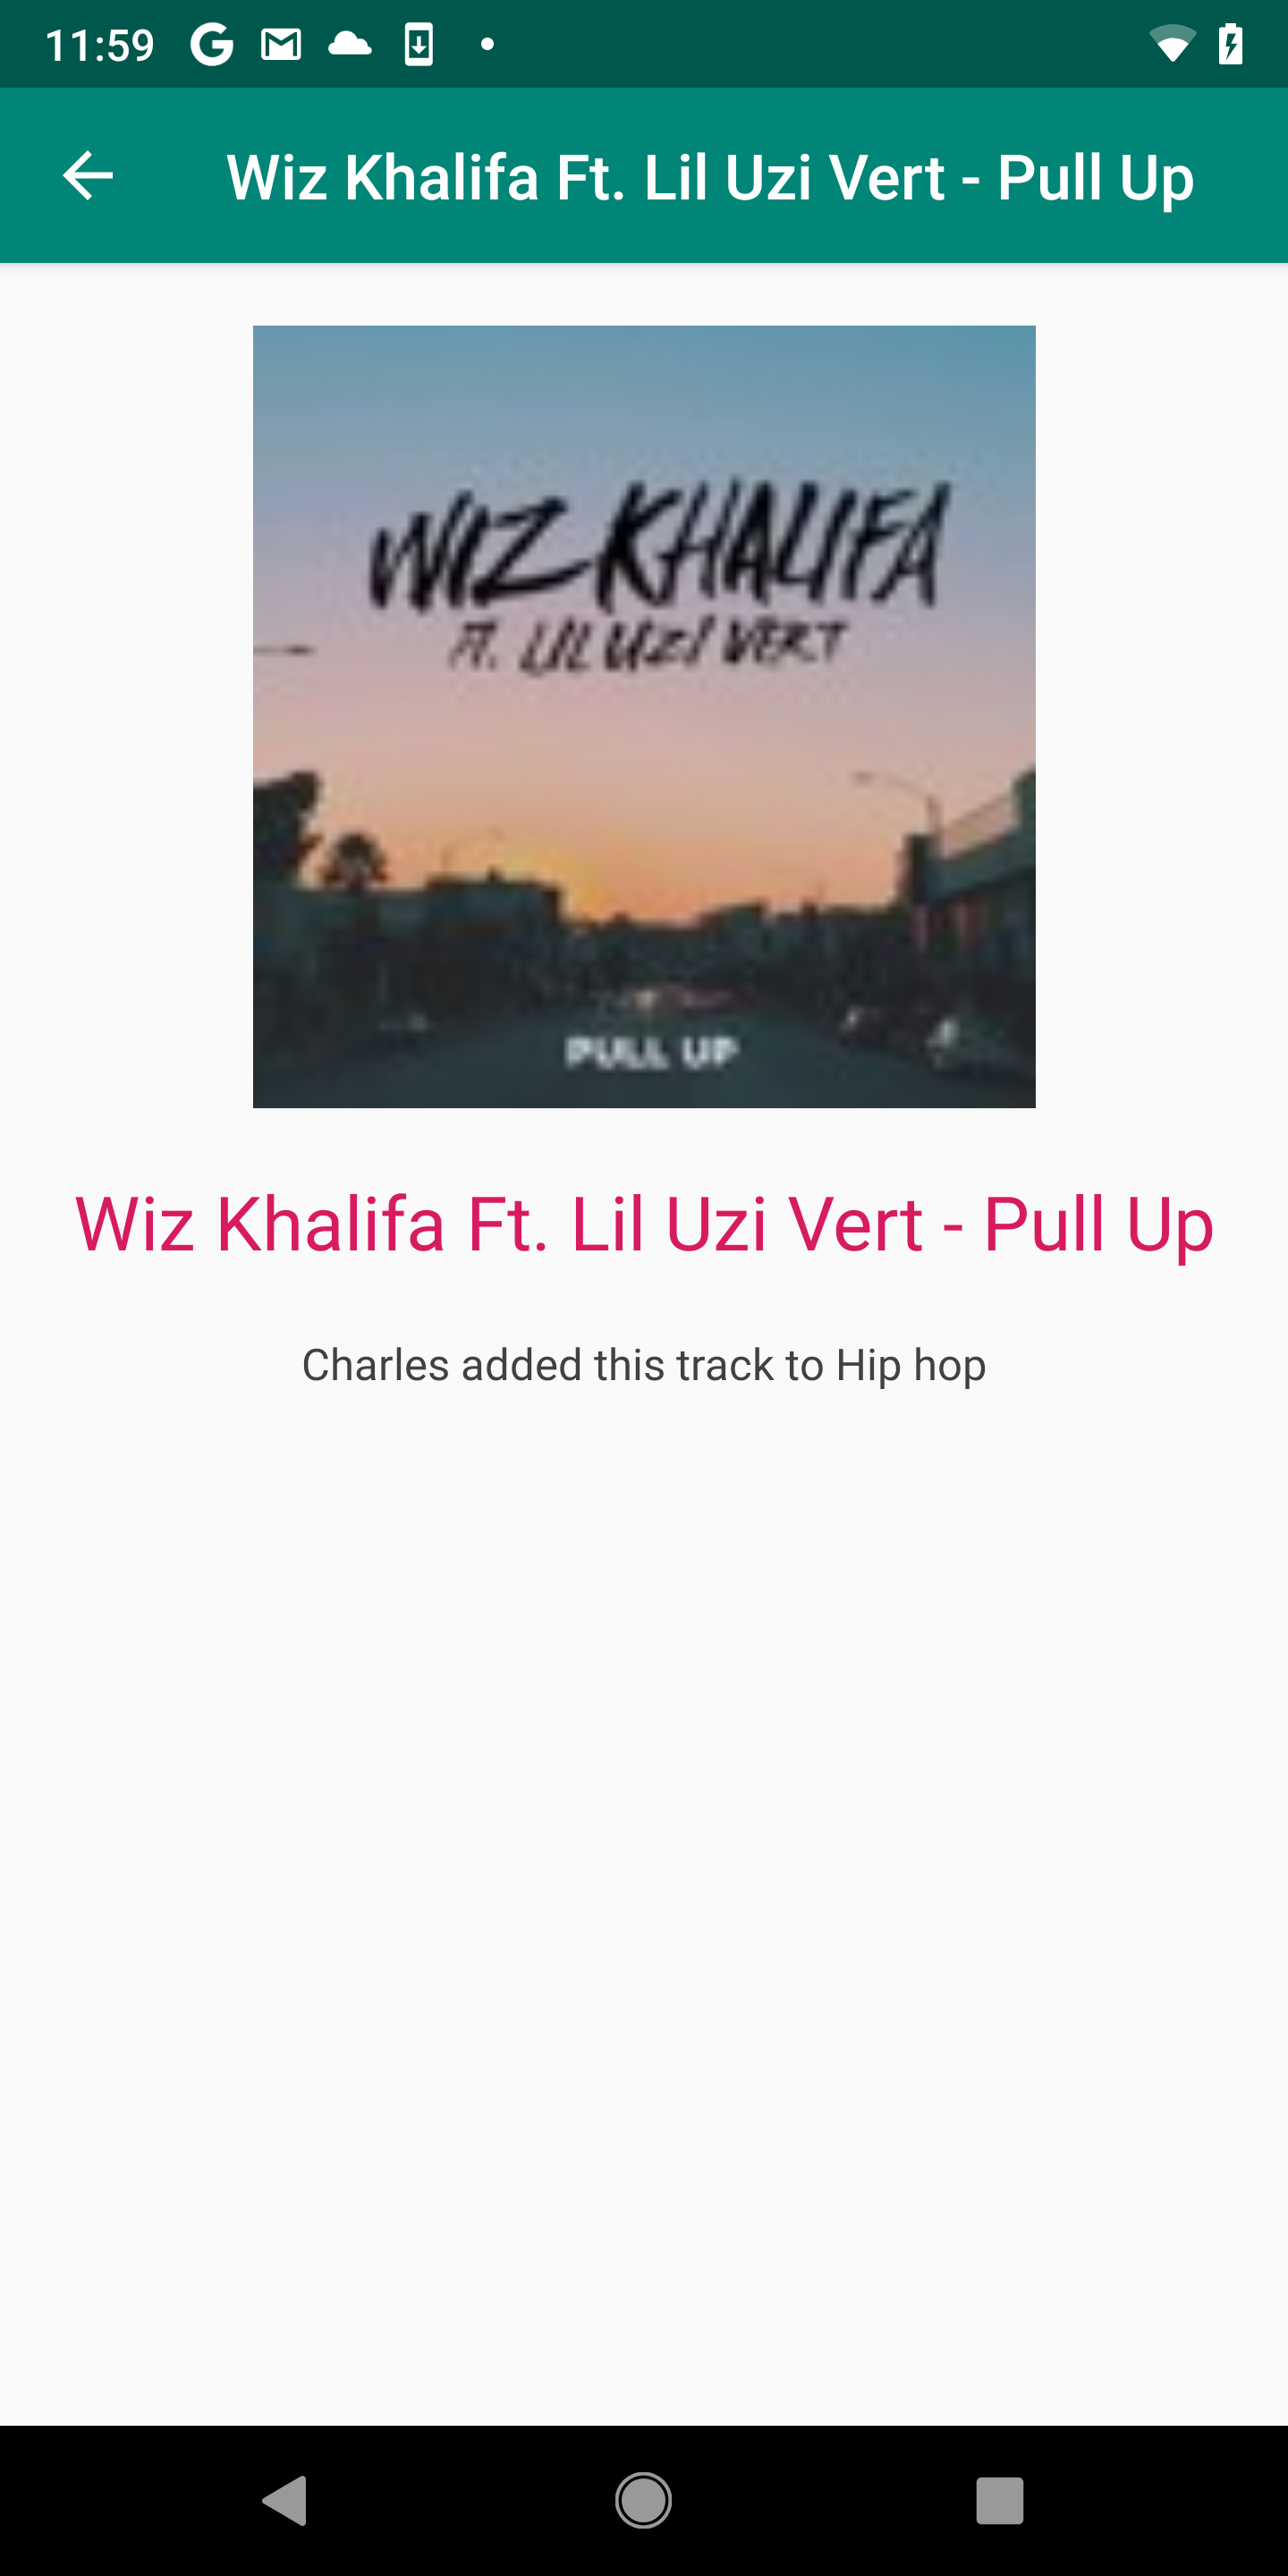 11:59
Wiz Khalifa Ft. Lil Uzi Vert - Pull Up
WIZ KHALIFA
FT. LIL UZI VERT
PULL UP
Wiz Khalifa Ft. Lil Uzi Vert - Pull Up
Charles added this track to Hip hop